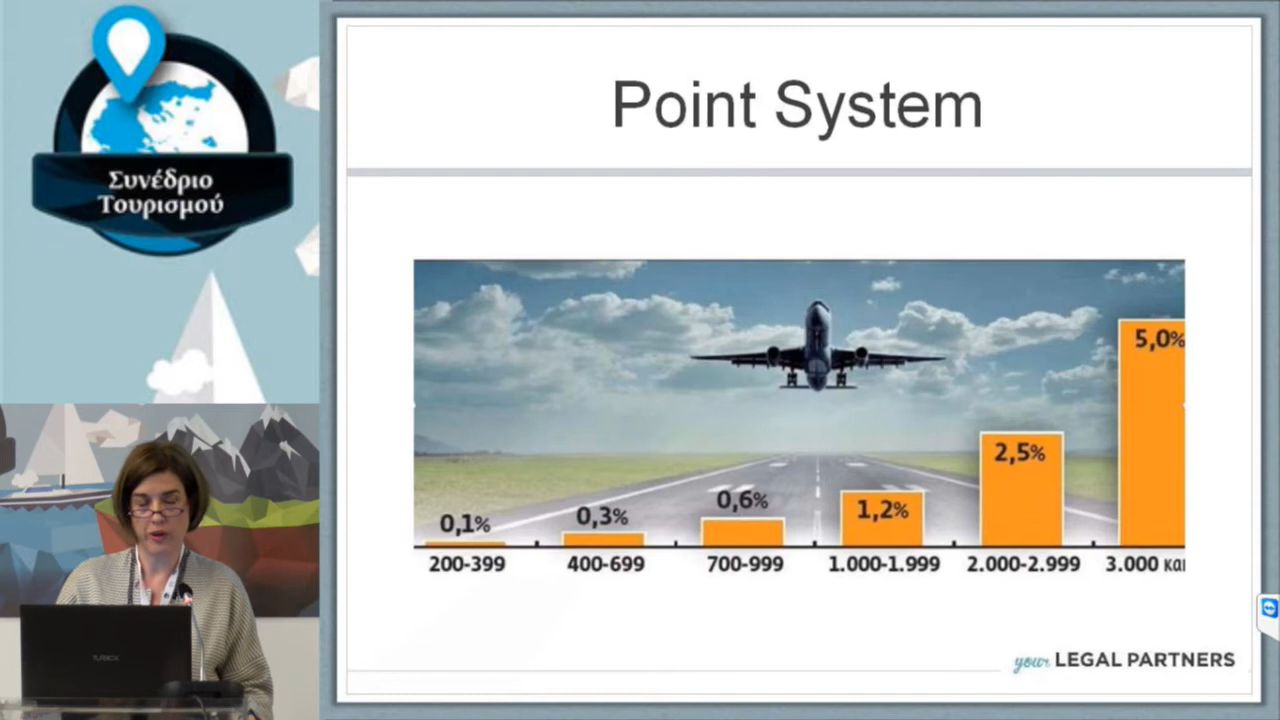 Συνέδριο
Τουρισμού
Point System
5,0%
2,5%
1,2%
0,6%
0,3%
0,1%
200-399 400-699 700-999 1.000-1.999 2.000-2.999 3.000 και
your LEGAL PARTNERS